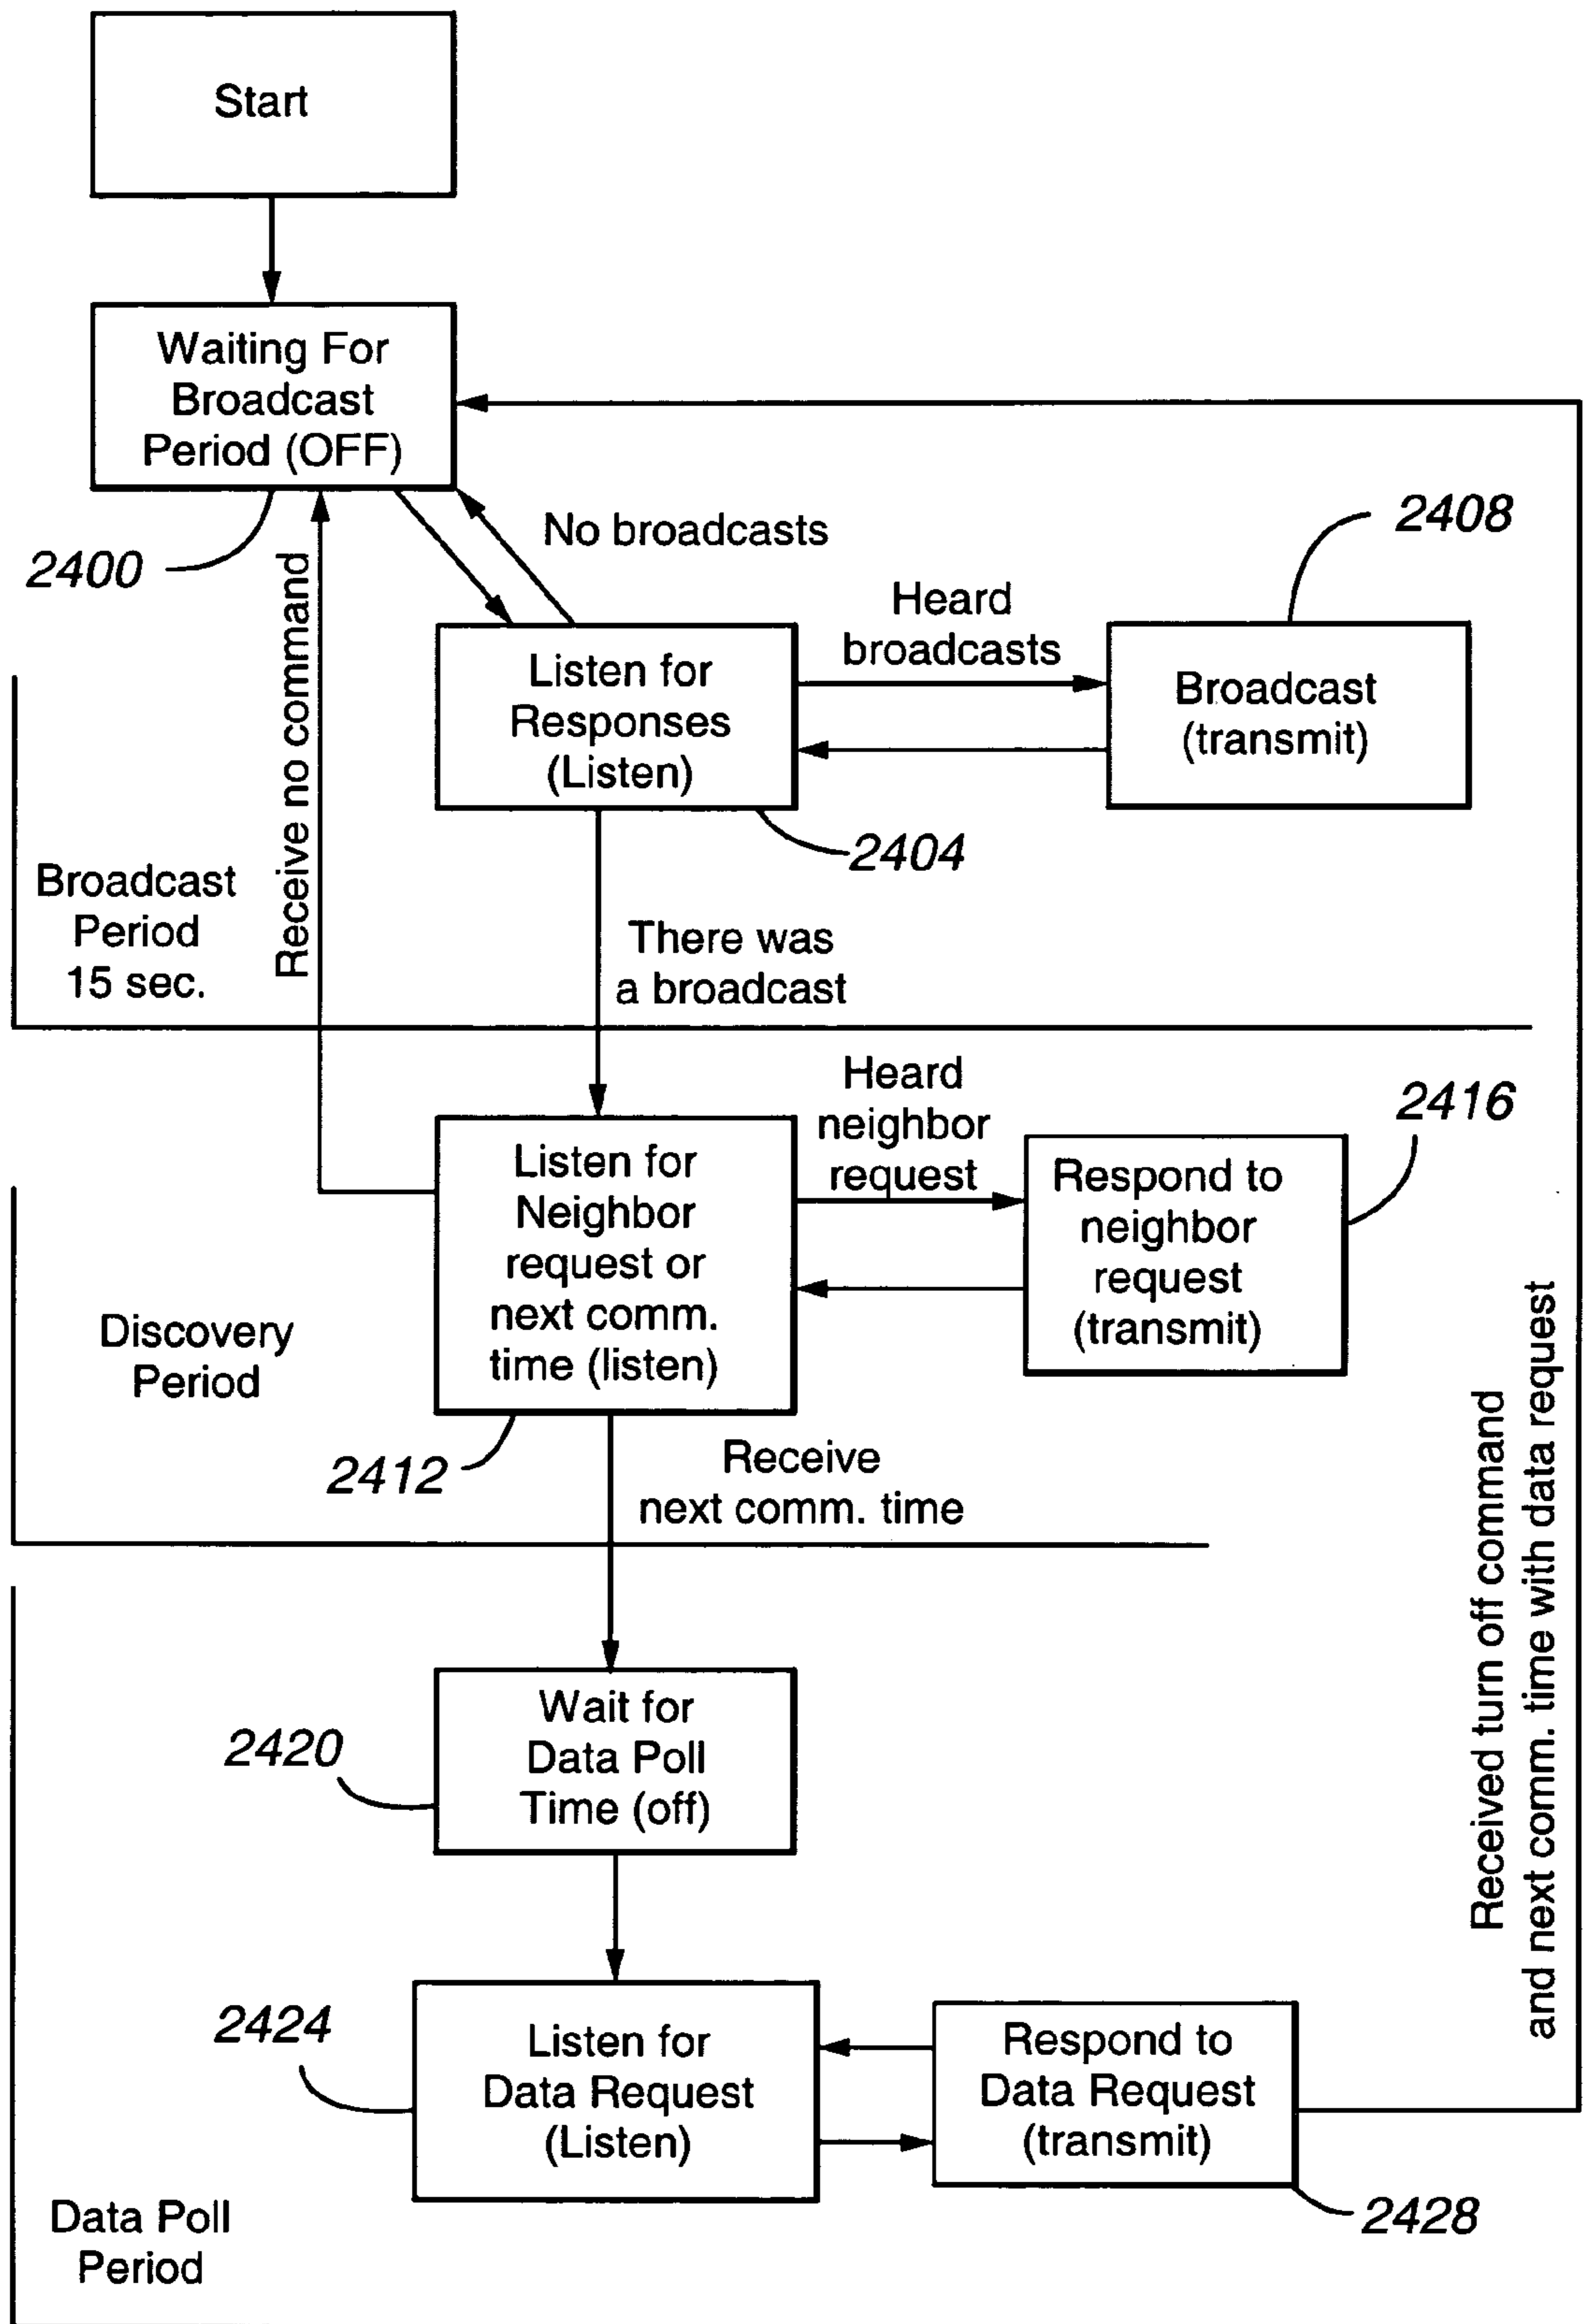 Start
Waiting For
Broadcast
Period (OFF)
2400
No broadcasts
2408
Heard
broadcasts
Receive no command
Listen for
Responses
(Listen)
Broadcast
(transmit)
2404
Broadcast
Period
15 sec.
There was
a broadcast
Heard
neighbor
request
2416
Listen for
Neighbor
request or
next comm.
time (listen)
Respond to
neighbor
request
(transmit)
Discovery
Period
2412
Receive
next comm. time
Received turn off command
and next comm. time with data request
2420
Wait for
Data Poll
Time (off)
2424
Listen for
Data Request
(Listen)
Respond to
Data Request
(transmit)
2428
Data Poll
Period